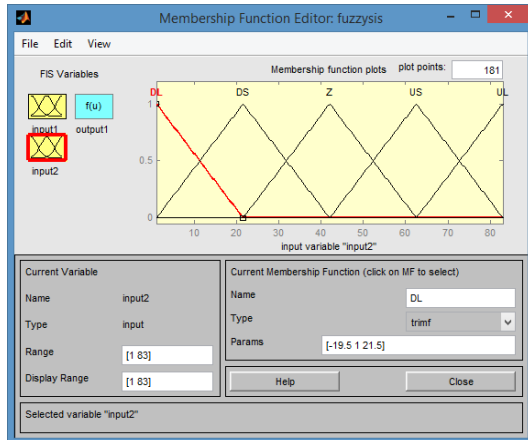 Membership Function Editor: fuzzysis
File Edit View
FIS Variables
Membership function plots plot points: 181
f(u)
input1 output1
input2
DL DS Z US UL
1
0.5
0
10 20 30 40 50 60 70 80
input variable "input2"
Current Variable
Name input2
Type input
Range [1 83]
Display Range [1 83]
Current Membership Function (click on MF to select)
Name DL
Type trimf
Params [-19.5 1 21.5]
Help Close
Selected variable "input2"